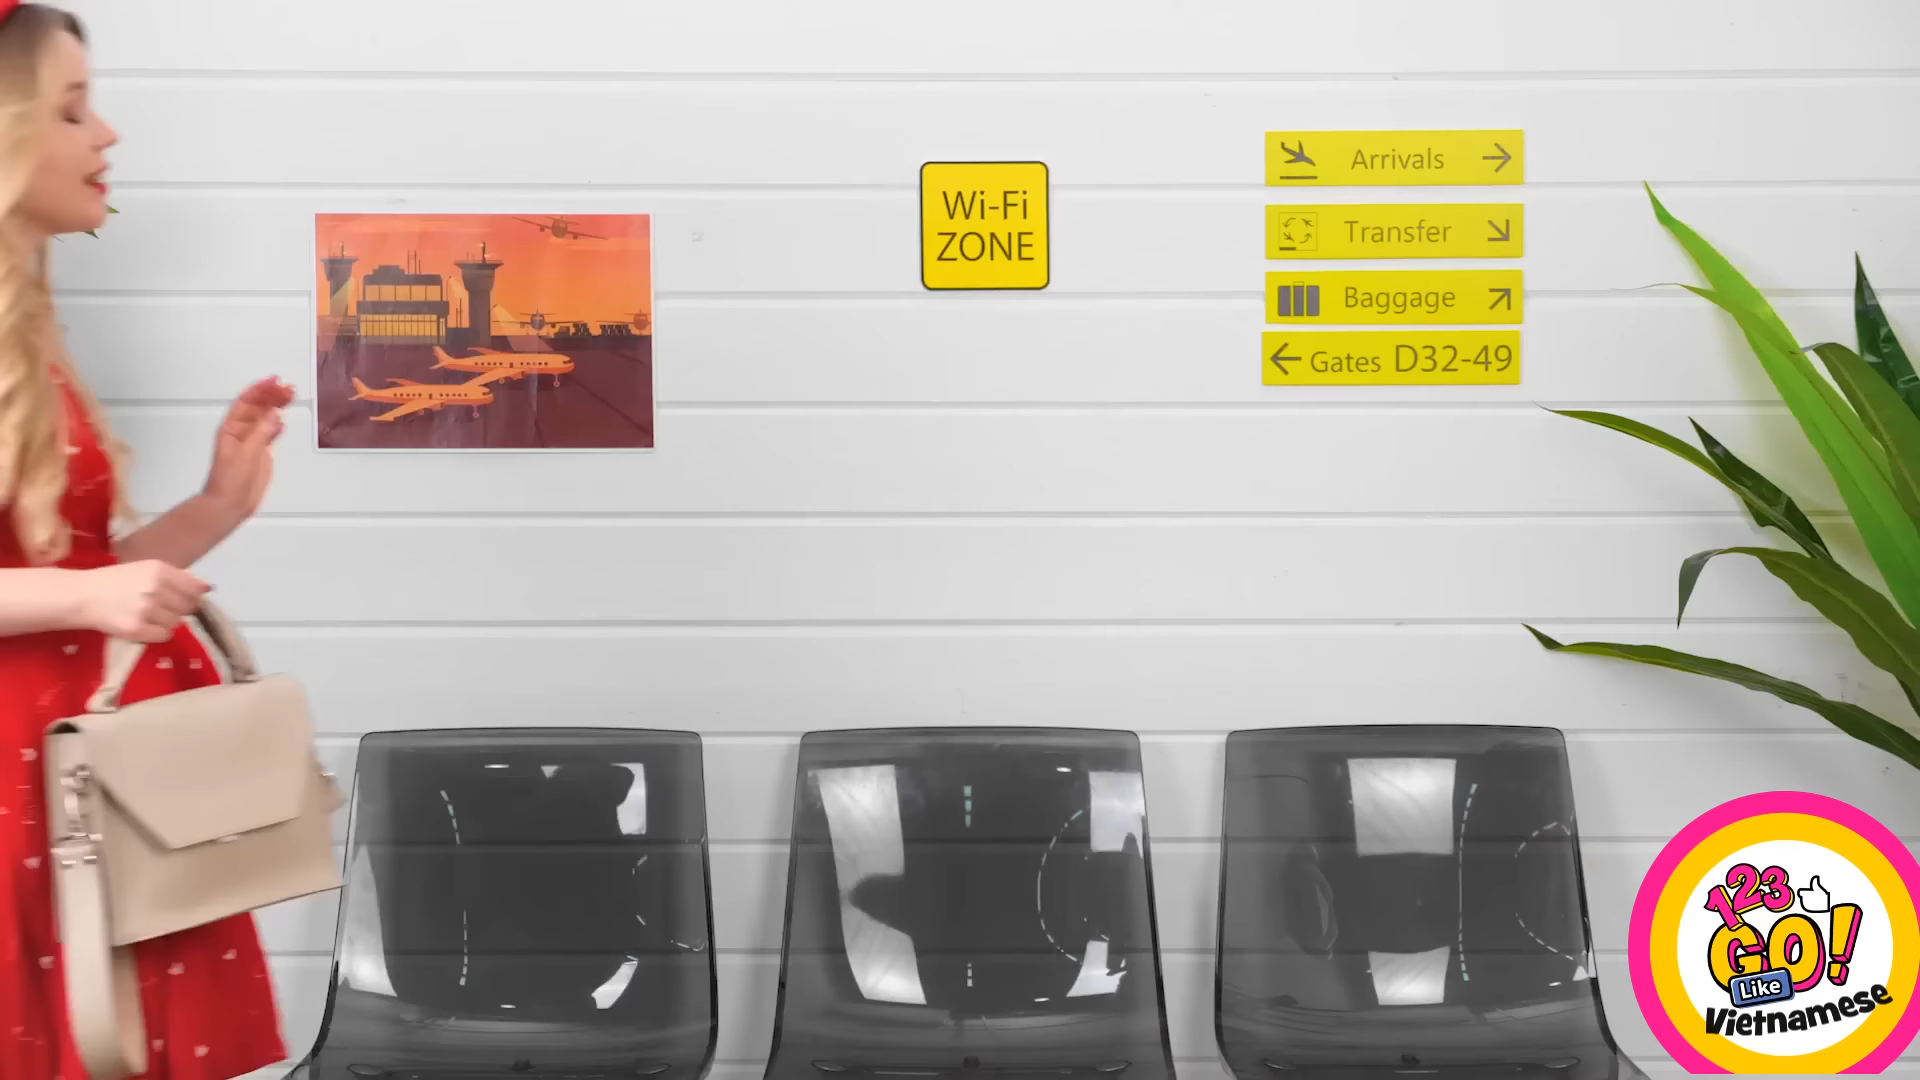 Wi-Fi
ZONE
Arrivals
Transfer
Baggage
Gates D32-49
123
GO!
Like
Vietnamese